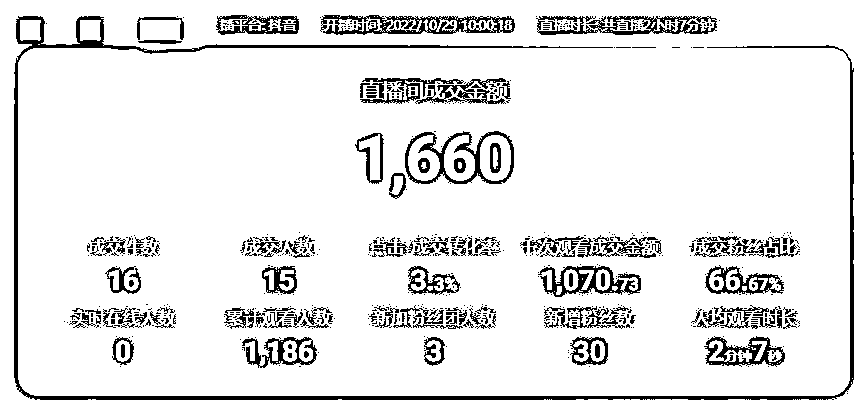 播平台: 抖音 开播时间: 2022/10/29 10:00:18 直播时长: 共直播2小时7分钟
直播间成交金额
1,660
成交件数 成交人数 点击-成交转化率 千次观看成交金额 成交粉丝占比
16 15 3.3% 1,070.73 66.67%
实时在线人数 累计观看人数 新加粉丝团人数 新增粉丝数 人均观看时长
0 1,186 3 30 2分钟7秒